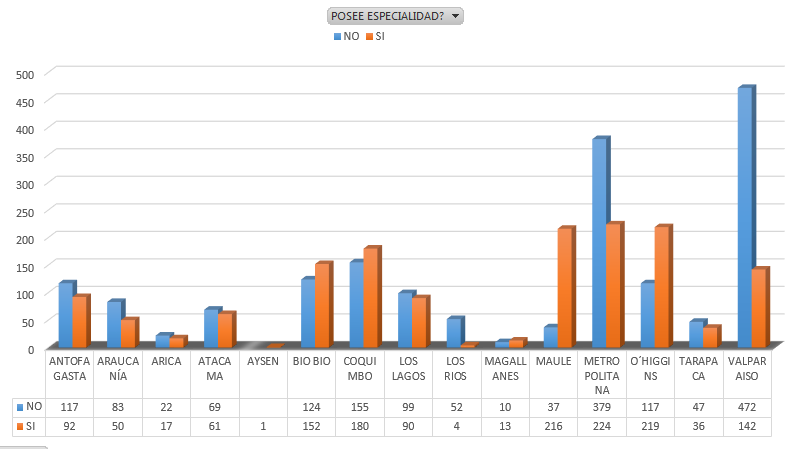 POSEE ESPECIALIDAD?
NO SI
500
450
400
350
300
250
200
150
100
50
0
ANTOFA GASTA ARAUCA NÍA ARICA ATACA MA AYSEN BIO BIO COQUI MBO LOS LAGOS LOS RIOS MAGALL ANES MAULE METRO POLITA NA O´HIGGI NS TARAPA CA VALPAR AISO
NO 117 83 22 69 124 155 99 52 10 37 379 117 47 472
SI 92 50 17 61 1 152 180 90 4 13 216 224 219 36 142